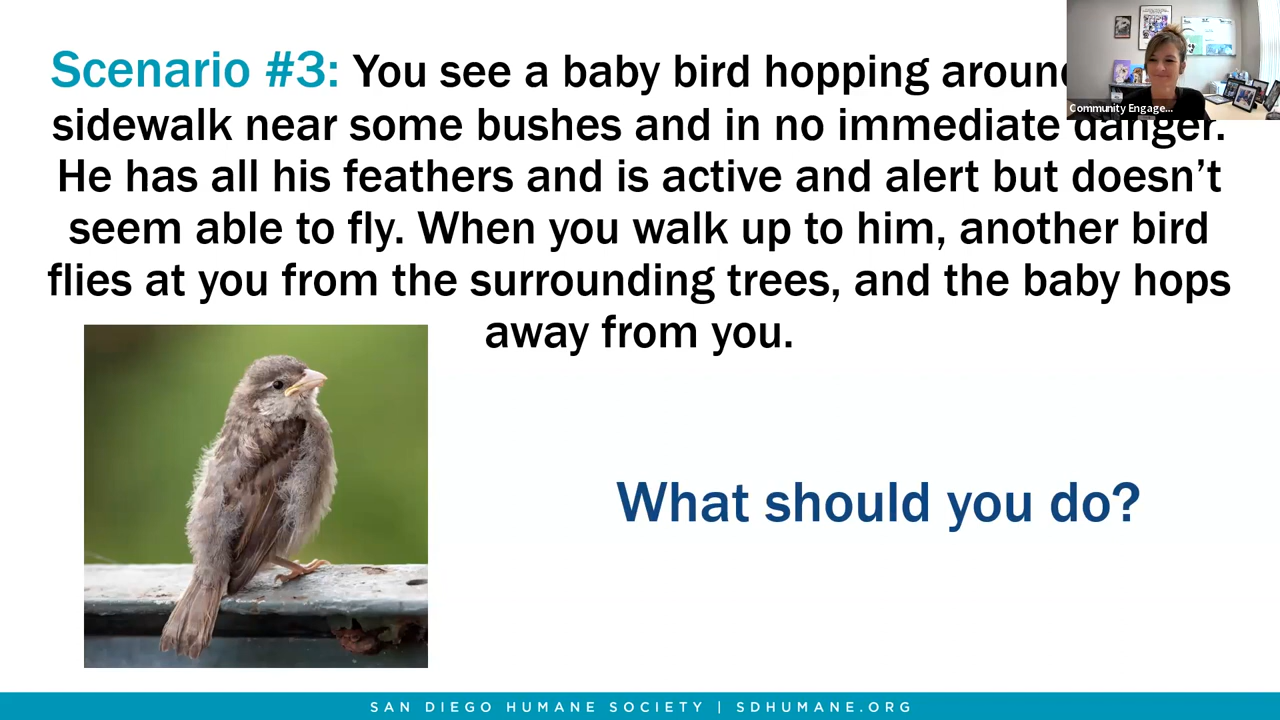 Scenario #3: You see a baby bird hopping around
sidewalk near some bushes and in no immediate danger.
He has all his feathers and is active and alert but doesn't
seem able to fly. When you walk up to him, another bird
flies at you from the surrounding trees, and the baby hops
away from you.
Community Engage...
What should you do?
SAN DIEGO HUMANE SOCIETY | SDHUMANE.ORG